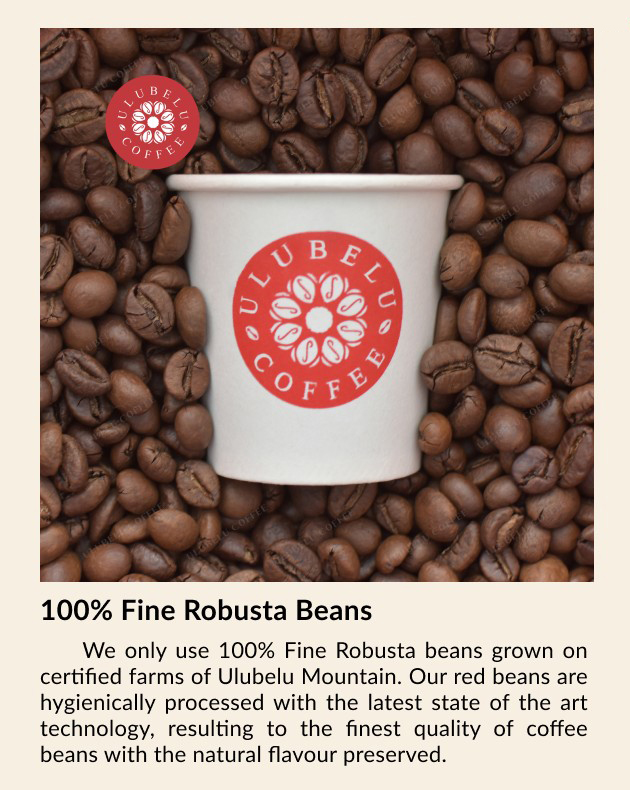 ULUBELU
COFFEE
ULUBELU
COFFEE
100% Fine Robusta Beans
We only use 100% Fine Robusta beans grown on
certified farms of Ulubelu Mountain. Our red beans are
hygienically processed with the latest state of the art
technology, resulting to the finest quality of coffee
beans with the natural flavour preserved.